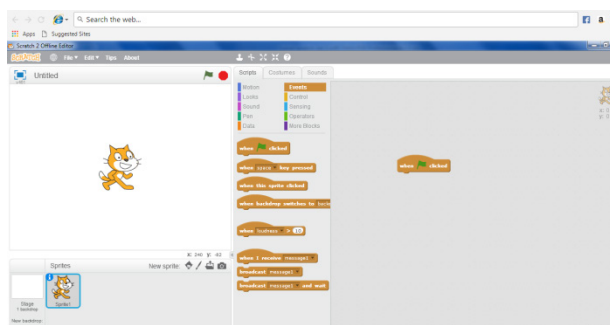 Search the web...
Apps Suggested Sites
Scratch 2 Offline Editor
SCRATCH File Edit Tips About
Untitled
Scripts Costumes Sounds
Motion Events
Looks Control
Sound Sensing
Pen Operators
Data More Blocks
when clicked
when space key pressed
when this sprite clicked
when backdrop switches to
when loudness > 10
when I receive message1
broadcast message1
broadcast message1 and wait
when clicked
x: 240 y:
Sprites New sprite:
Stage
1 backdrop
Sprite1
New backdrop: